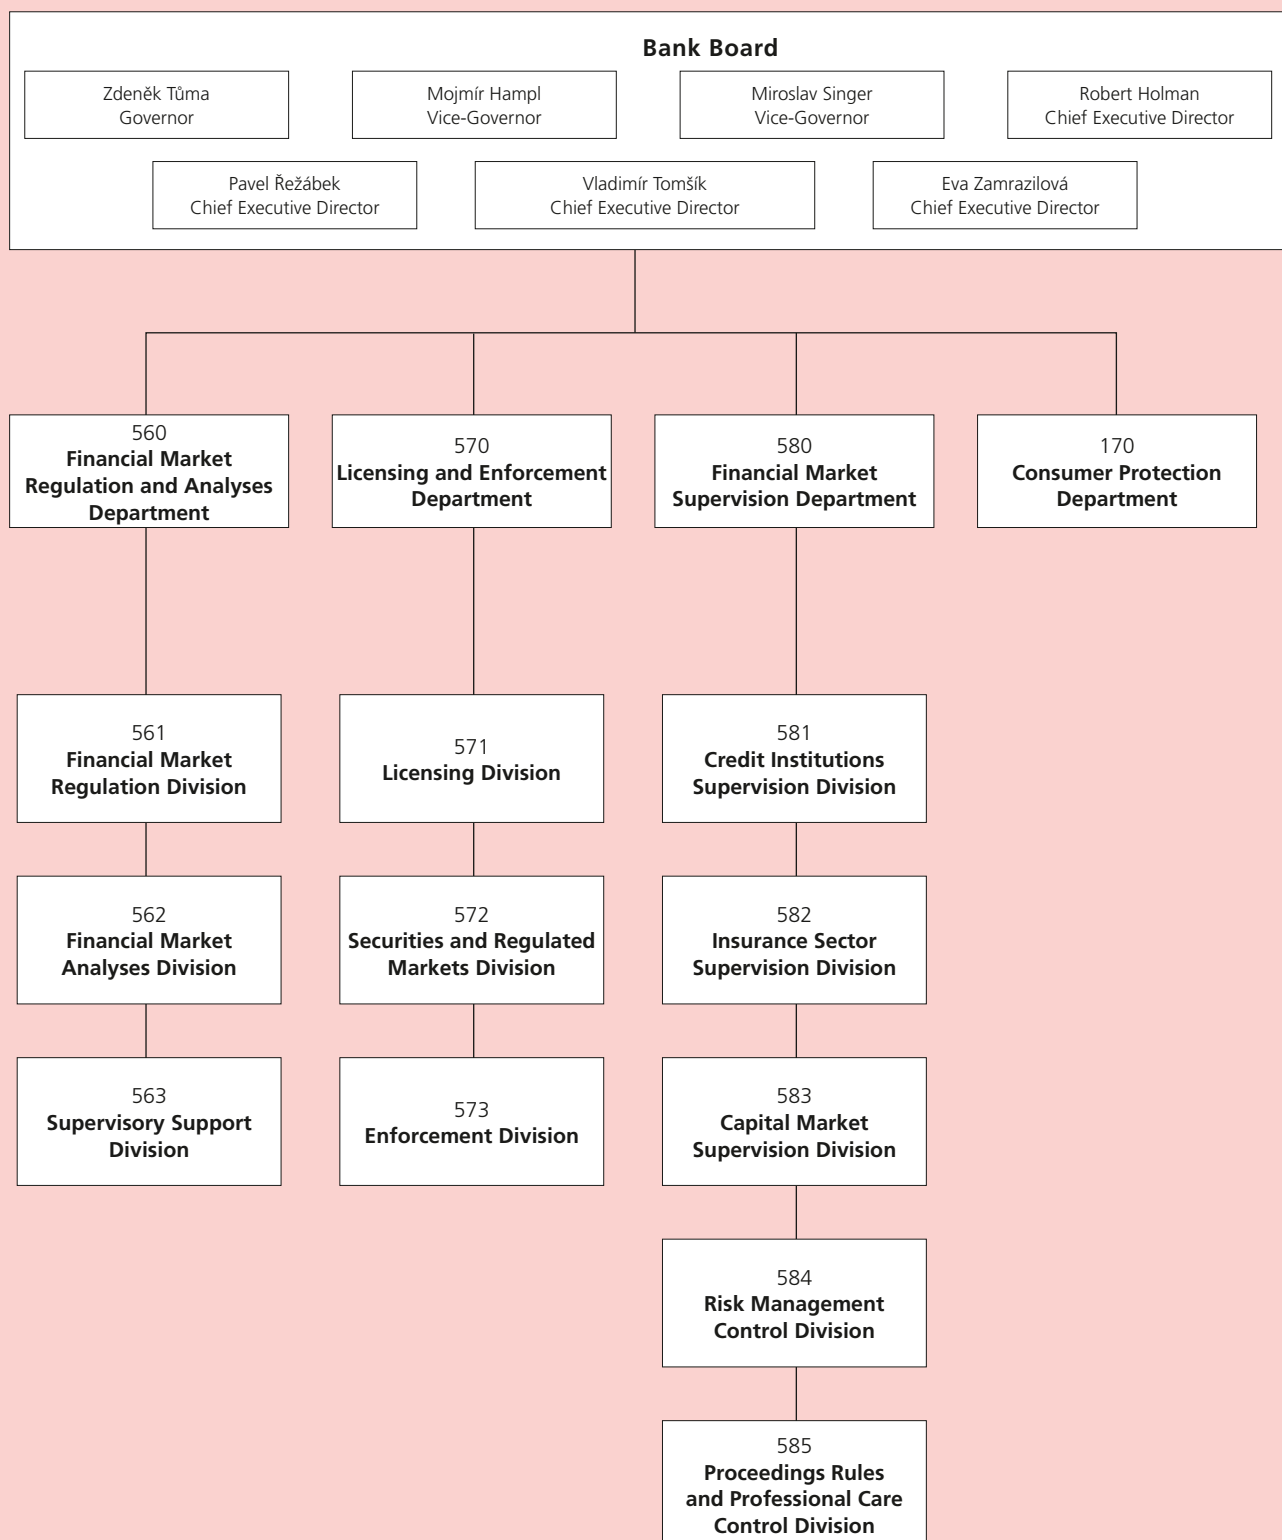 Bank Board
Zdeněk Tůma
Governor
Mojmír Hampl
Vice-Governor
Miroslav Singer
Vice-Governor
Robert Holman
Chief Executive Director
Pavel Řežábek
Chief Executive Director
Vladimír Tomšík
Chief Executive Director
Eva Zamrazilová
Chief Executive Director
560
Financial Market
Regulation and Analyses
Department
570
Licensing and Enforcement
Department
580
Financial Market
Supervision Department
170
Consumer Protection
Department
561
Financial Market
Regulation Division
571
Licensing Division
581
Credit Institutions
Supervision Division
562
Financial Market
Analyses Division
572
Securities and Regulated
Markets Division
582
Insurance Sector
Supervision Division
563
Supervisory Support
Division
573
Enforcement Division
583
Capital Market
Supervision Division
584
Risk Management
Control Division
585
Proceedings Rules
and Professional Care
Control Division